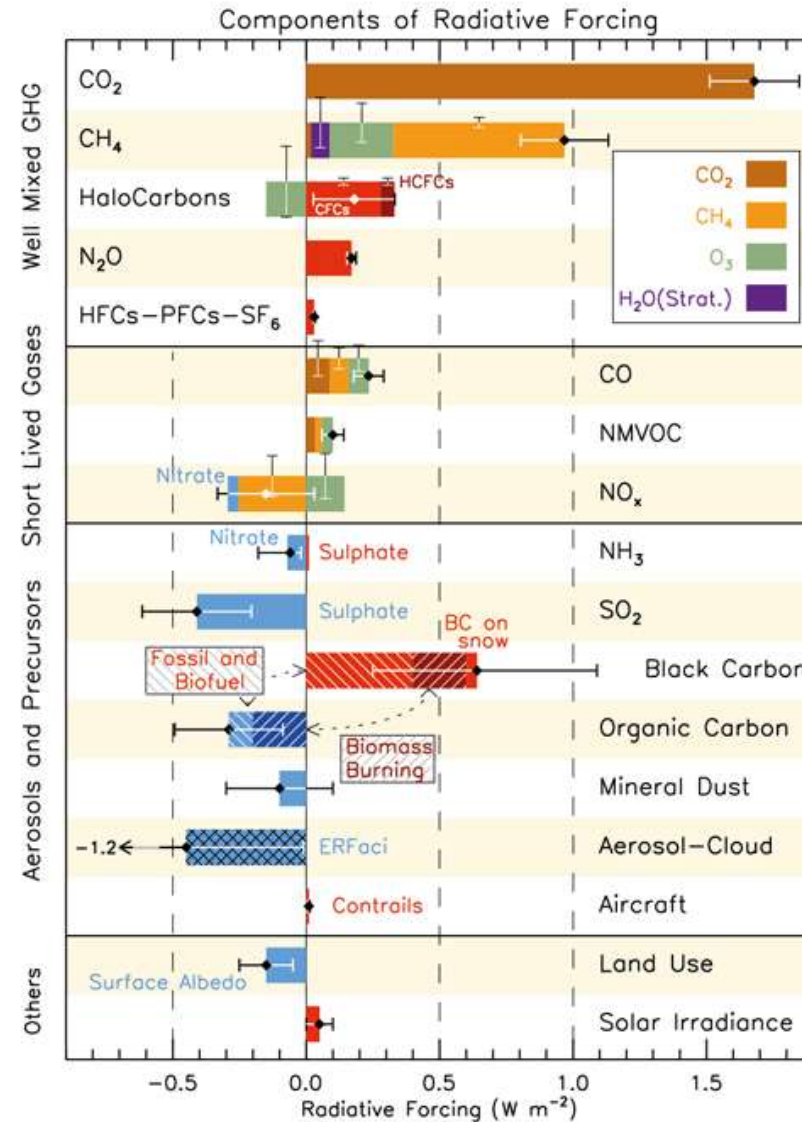 Components of Radiative Forcing
Well Mixed GHG
CO₂
CH₄
HaloCarbons
CFCs
HCFCs
N₂O
HFCs-PFCs-SF₆
CO₂
CH₄
O₃
H₂O(Strat.)
Short Lived Gases
CO
NMVOC
Nitrate
NOₓ
Aerosols and Precursors
Nitrate
Sulphate
NH₃
Sulphate
SO₂
BC on
snow
Fossil and
Biofuel
Black Carbon
Organic Carbon
Biomass
Burning
Mineral Dust
-1.2
ERFaci
Aerosol-Cloud
Contrails
Aircraft
Others
Surface Albedo
Land Use
Solar Irradiance
-0.5 0.0 0.5 1.0 1.5
Radiative Forcing (W m⁻²)